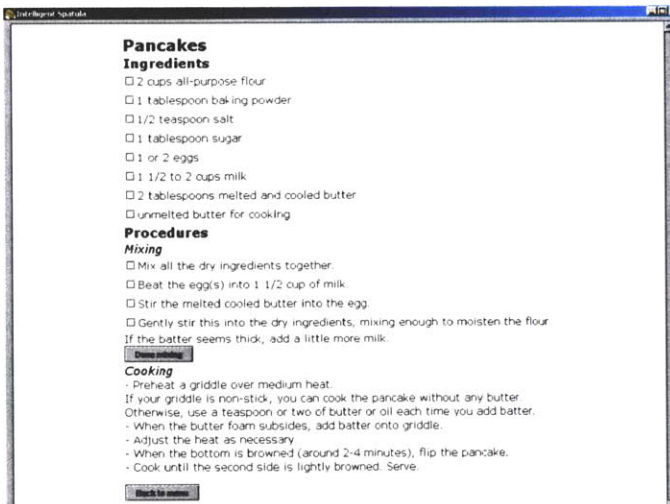 Intelligent Spatula
Pancakes
Ingredients
2 cups all-purpose flour
1 tablespoon baking powder
1/2 teaspoon salt
1 tablespoon sugar
1 or 2 eggs
1 1/2 to 2 cups milk
2 tablespoons melted and cooled butter
unmelted butter for cooking
Procedures
Mixing
Mix all the dry ingredients together.
Beat the egg(s) into 1 1/2 cup of milk.
Stir the melted cooled butter into the egg.
Gently stir this into the dry ingredients, mixing enough to moisten the flour
If the batter seems thick, add a little more milk.
Done mixing
Cooking
- Preheat a griddle over medium heat.
If your griddle is non-stick, you can cook the pancake without any butter.
Otherwise, use a teaspoon or two of butter or oil each time you add batter.
- When the butter foam subsides, add batter onto griddle.
- Adjust the heat as necessary
- When the bottom is browned (around 2-4 minutes), flip the pancake.
- Cook until the second side is lightly browned. Serve.
Back to menu